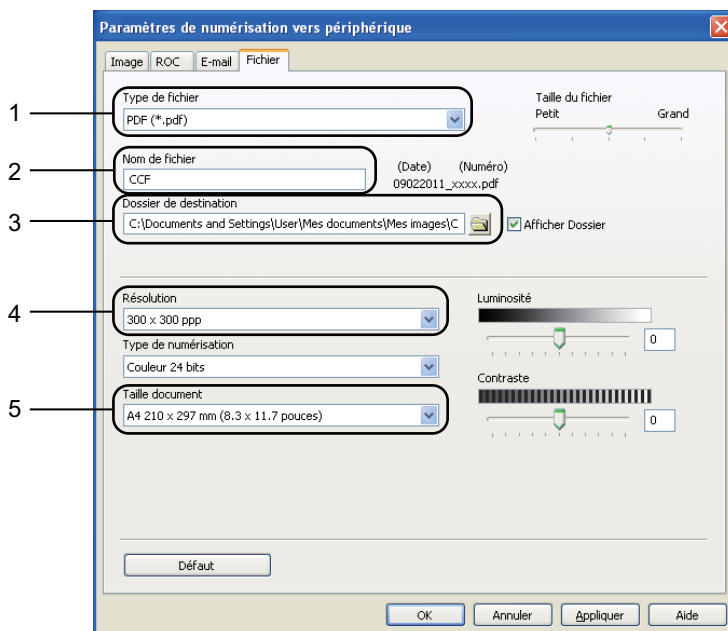 Paramètres de numérisation vers périphérique
Image ROC E-mail Fichier
1
Type de fichier
PDF (*.pdf)
Taille du fichier
Petit Grand
2
Nom de fichier
CCF
(Date) (Numéro)
09022011_xxxx.pdf
3
Dossier de destination
C:\Documents and Settings\User\Mes documents\Mes images\C
Afficher Dossier
4
Résolution
300 x 300 ppp
Luminosité
0
Type de numérisation
Couleur 24 bits
Contraste
0
5
Taille document
A4 210 x 297 mm (8.3 x 11.7 pouces)
Défaut
OK Annuler Appliquer Aide